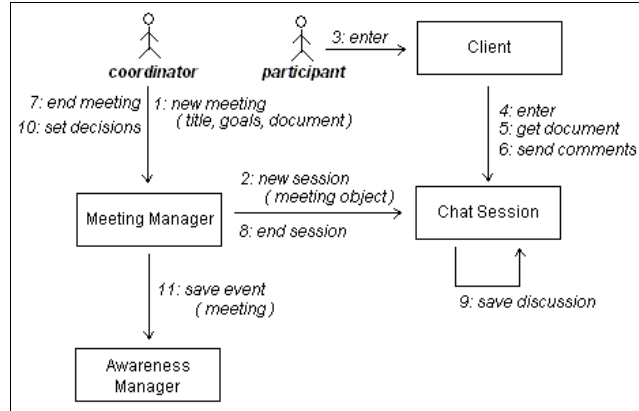 coordinator
participant
3: enter
Client
7: end meeting
10: set decisions
1: new meeting
( title, goals, document )
4: enter
5: get document
6: send comments
2: new session
( meeting object )
Meeting Manager
Chat Session
8: end session
9: save discussion
11: save event
( meeting )
Awareness
Manager